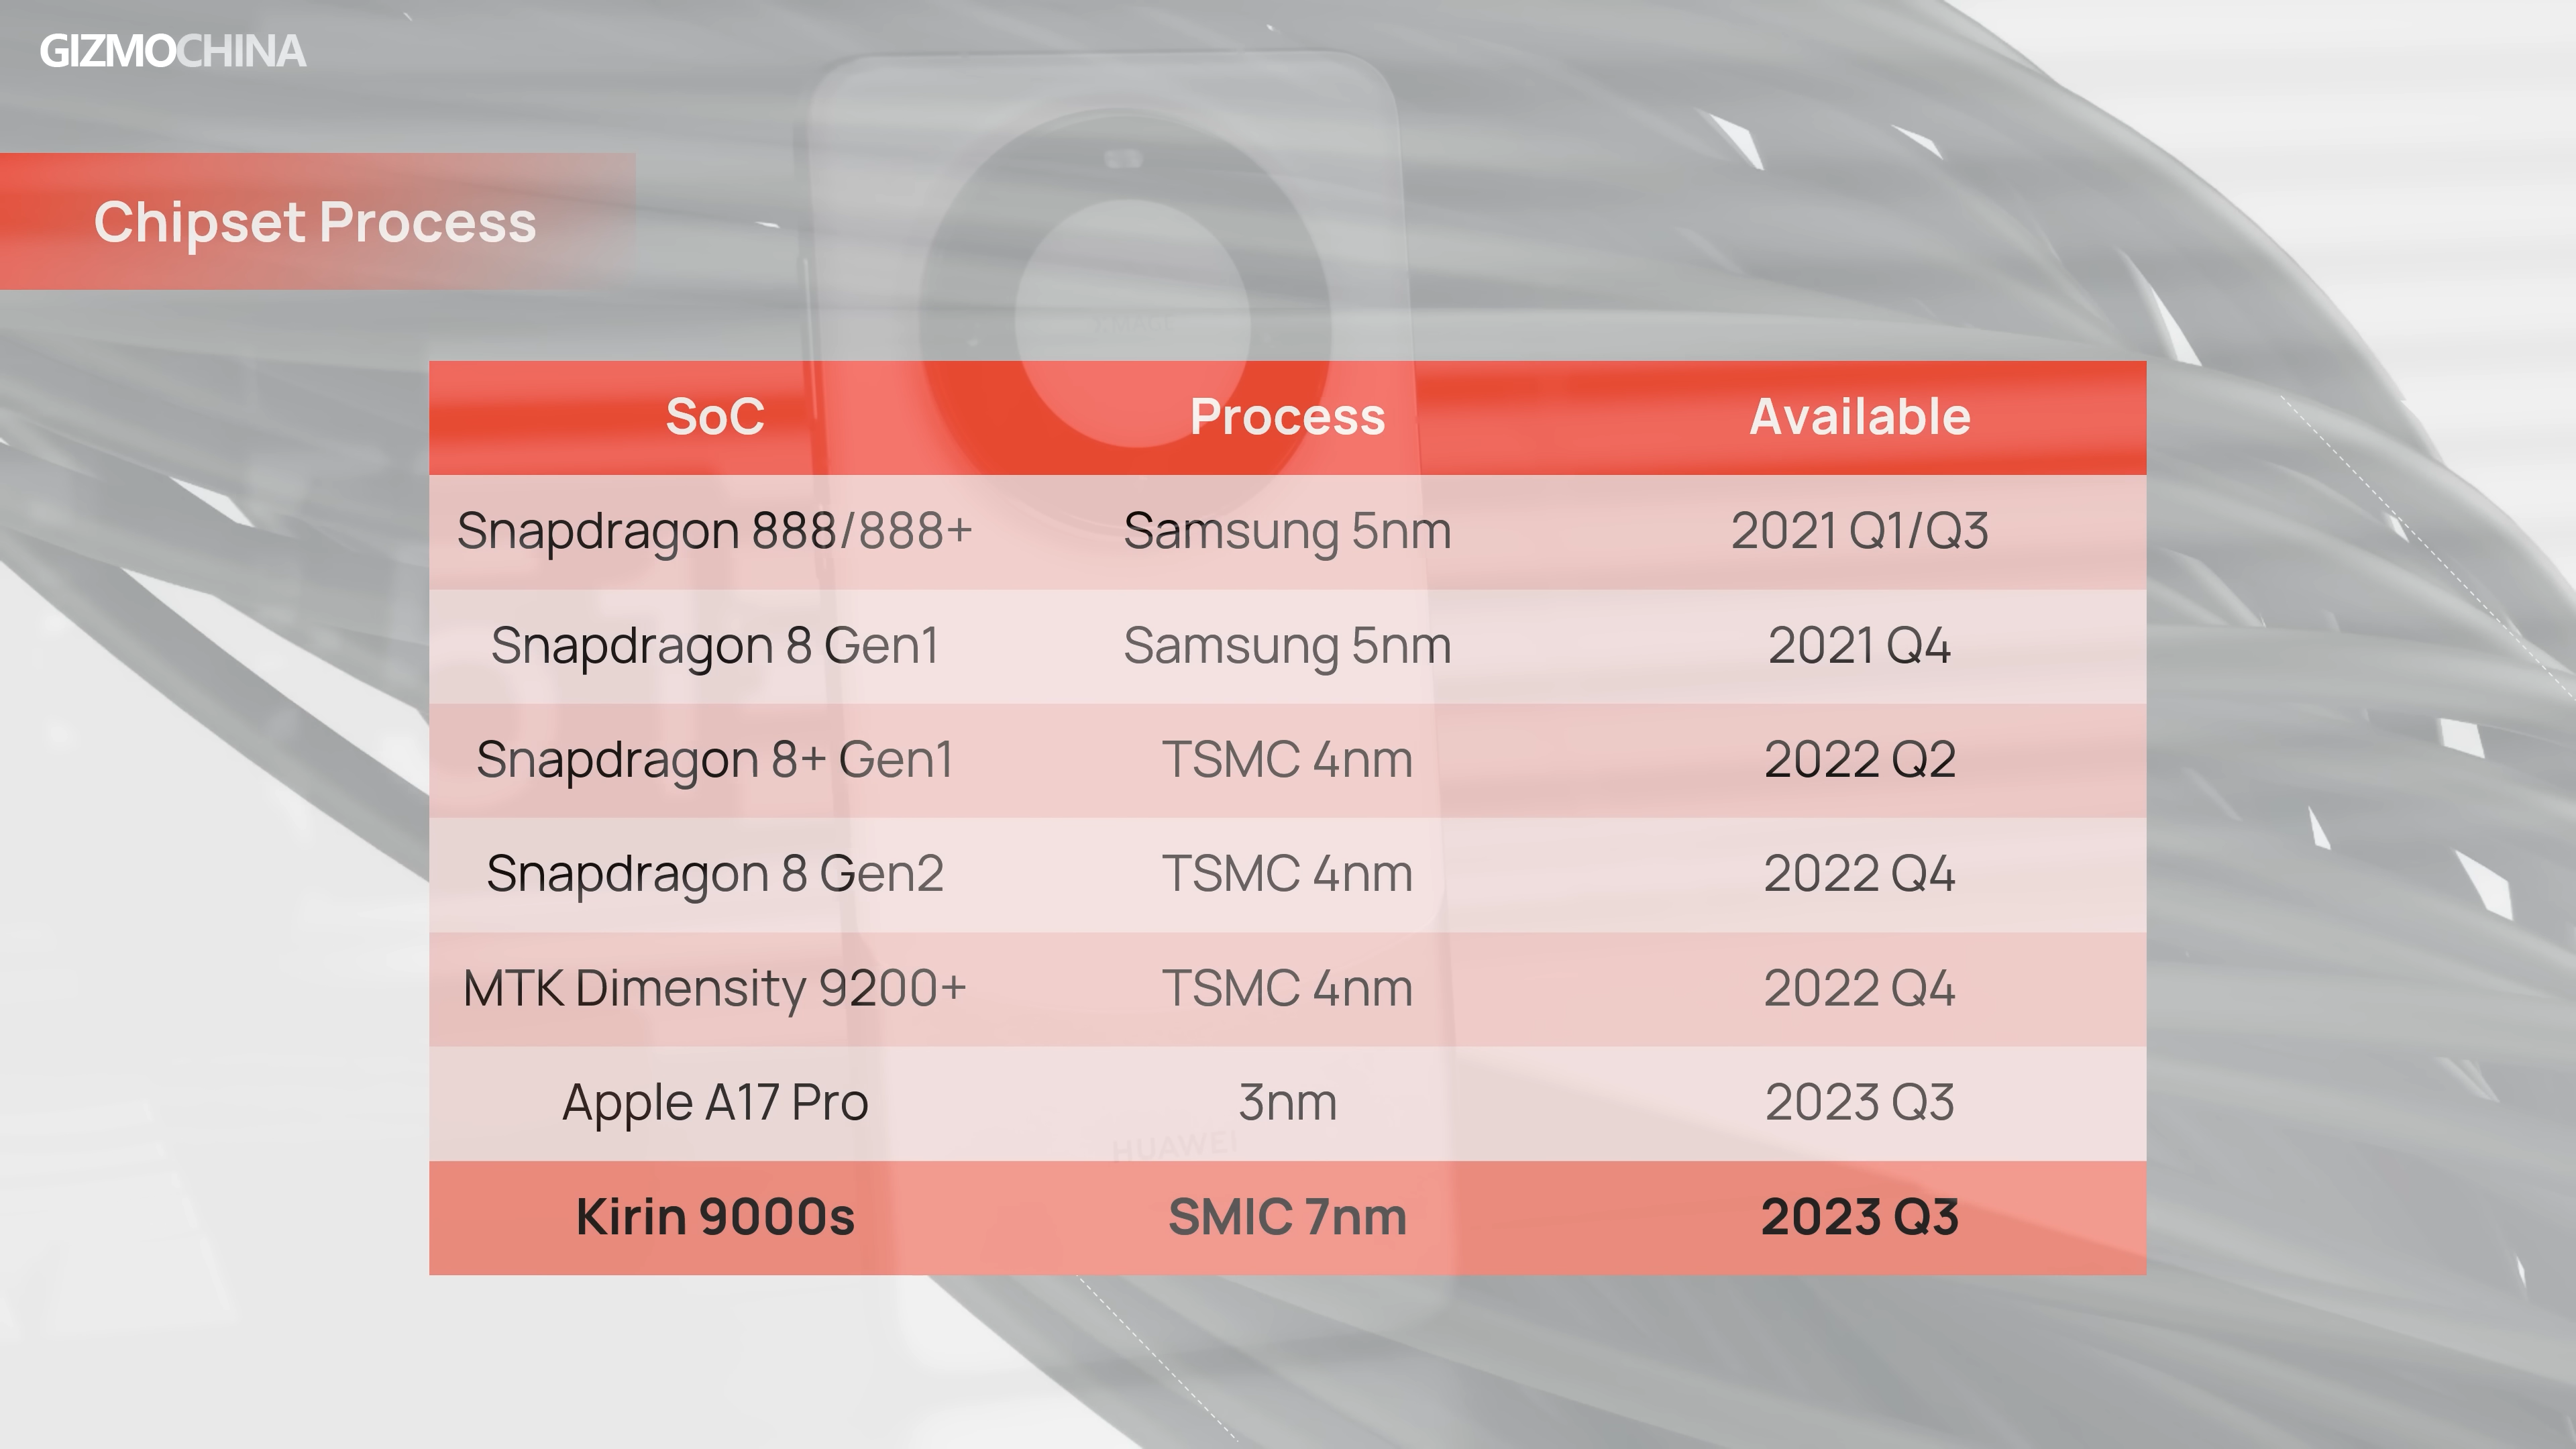 GIZMOCHINA
Chipset Process
SoC Process Available
Snapdragon 888/888+ Samsung 5nm 2021 Q1/Q3
Snapdragon 8 Gen1 Samsung 5nm 2021 Q4
Snapdragon 8+ Gen1 TSMC 4nm 2022 Q2
Snapdragon 8 Gen2 TSMC 4nm 2022 Q4
MTK Dimensity 9200+ TSMC 4nm 2022 Q4
Apple A17 Pro 3nm 2023 Q3
HUAWEI
Kirin 9000s SMIC 7nm 2023 Q3